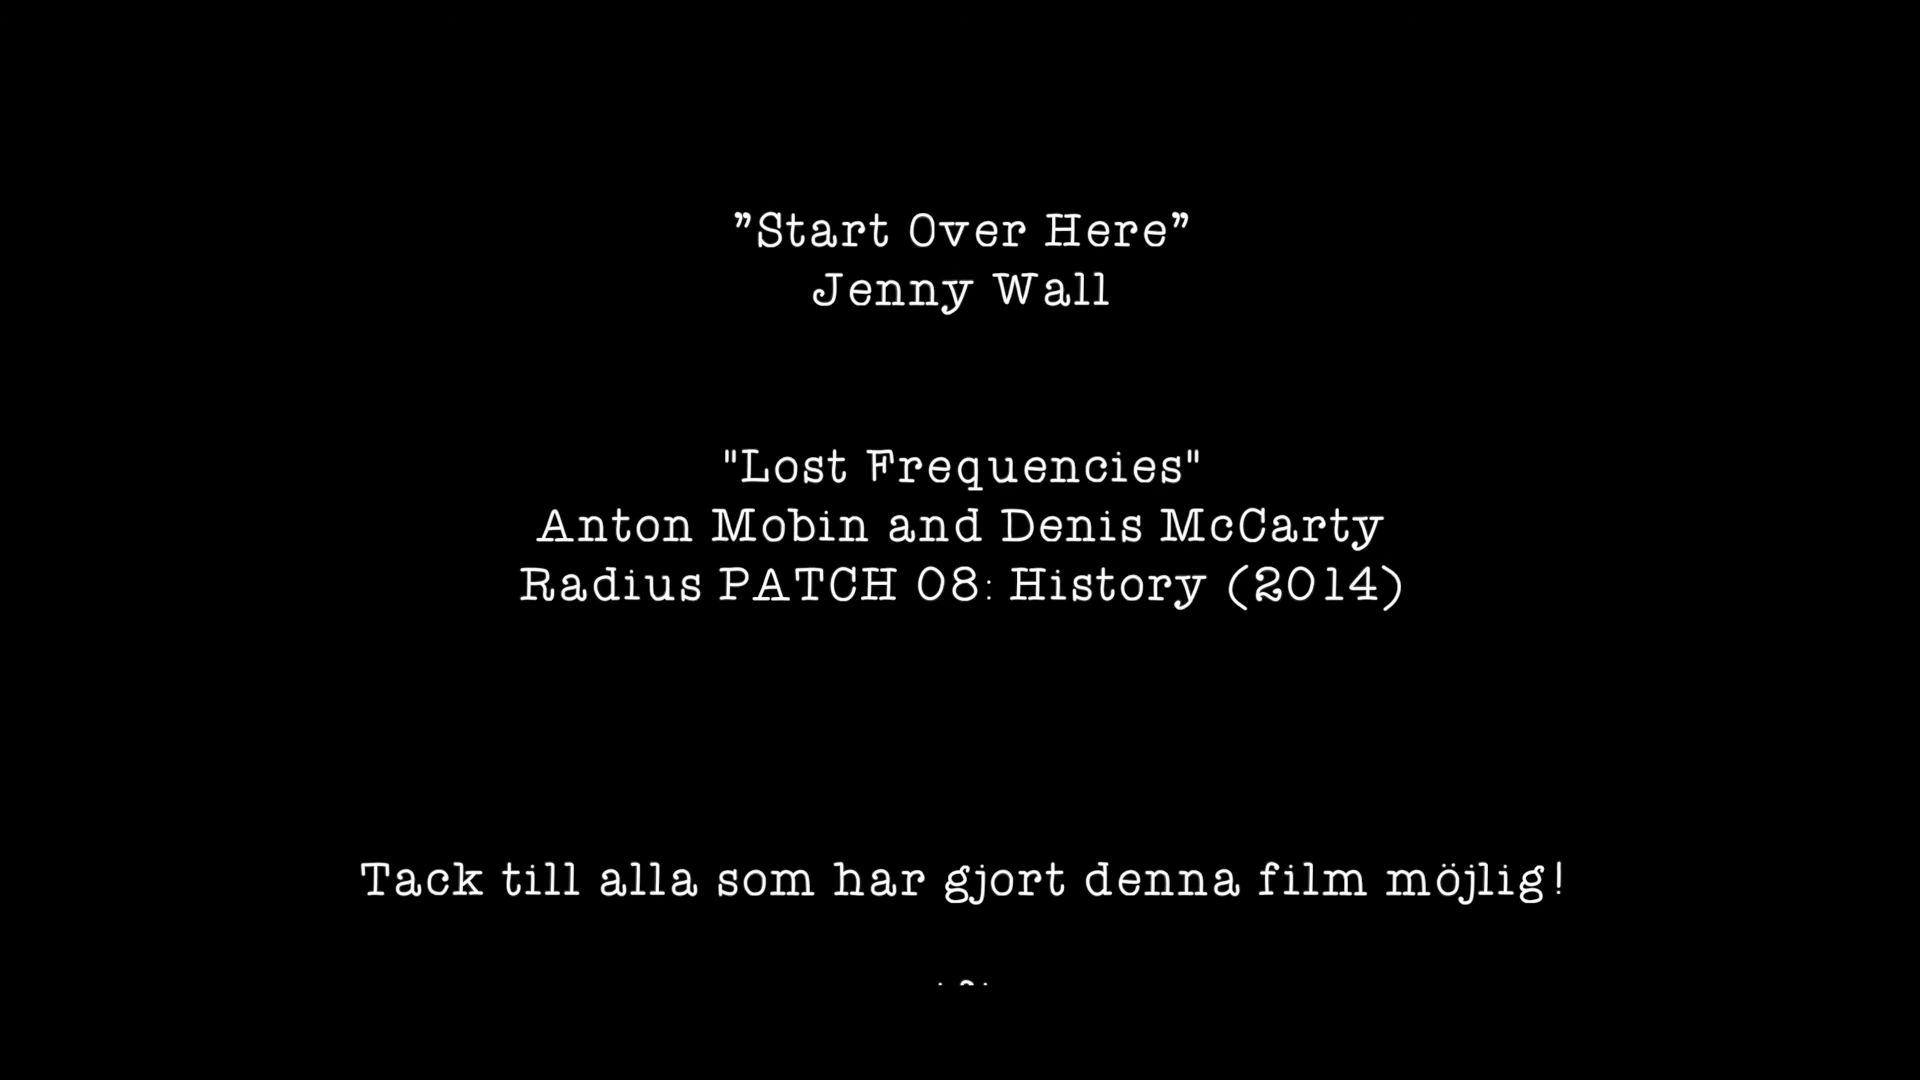 ”Start Over Here”
Jenny Wall
"Lost Frequencies"
Anton Mobin and Denis McCarty
Radius PATCH 08: History (2014)
Tack till alla som har gjort denna film möjlig!